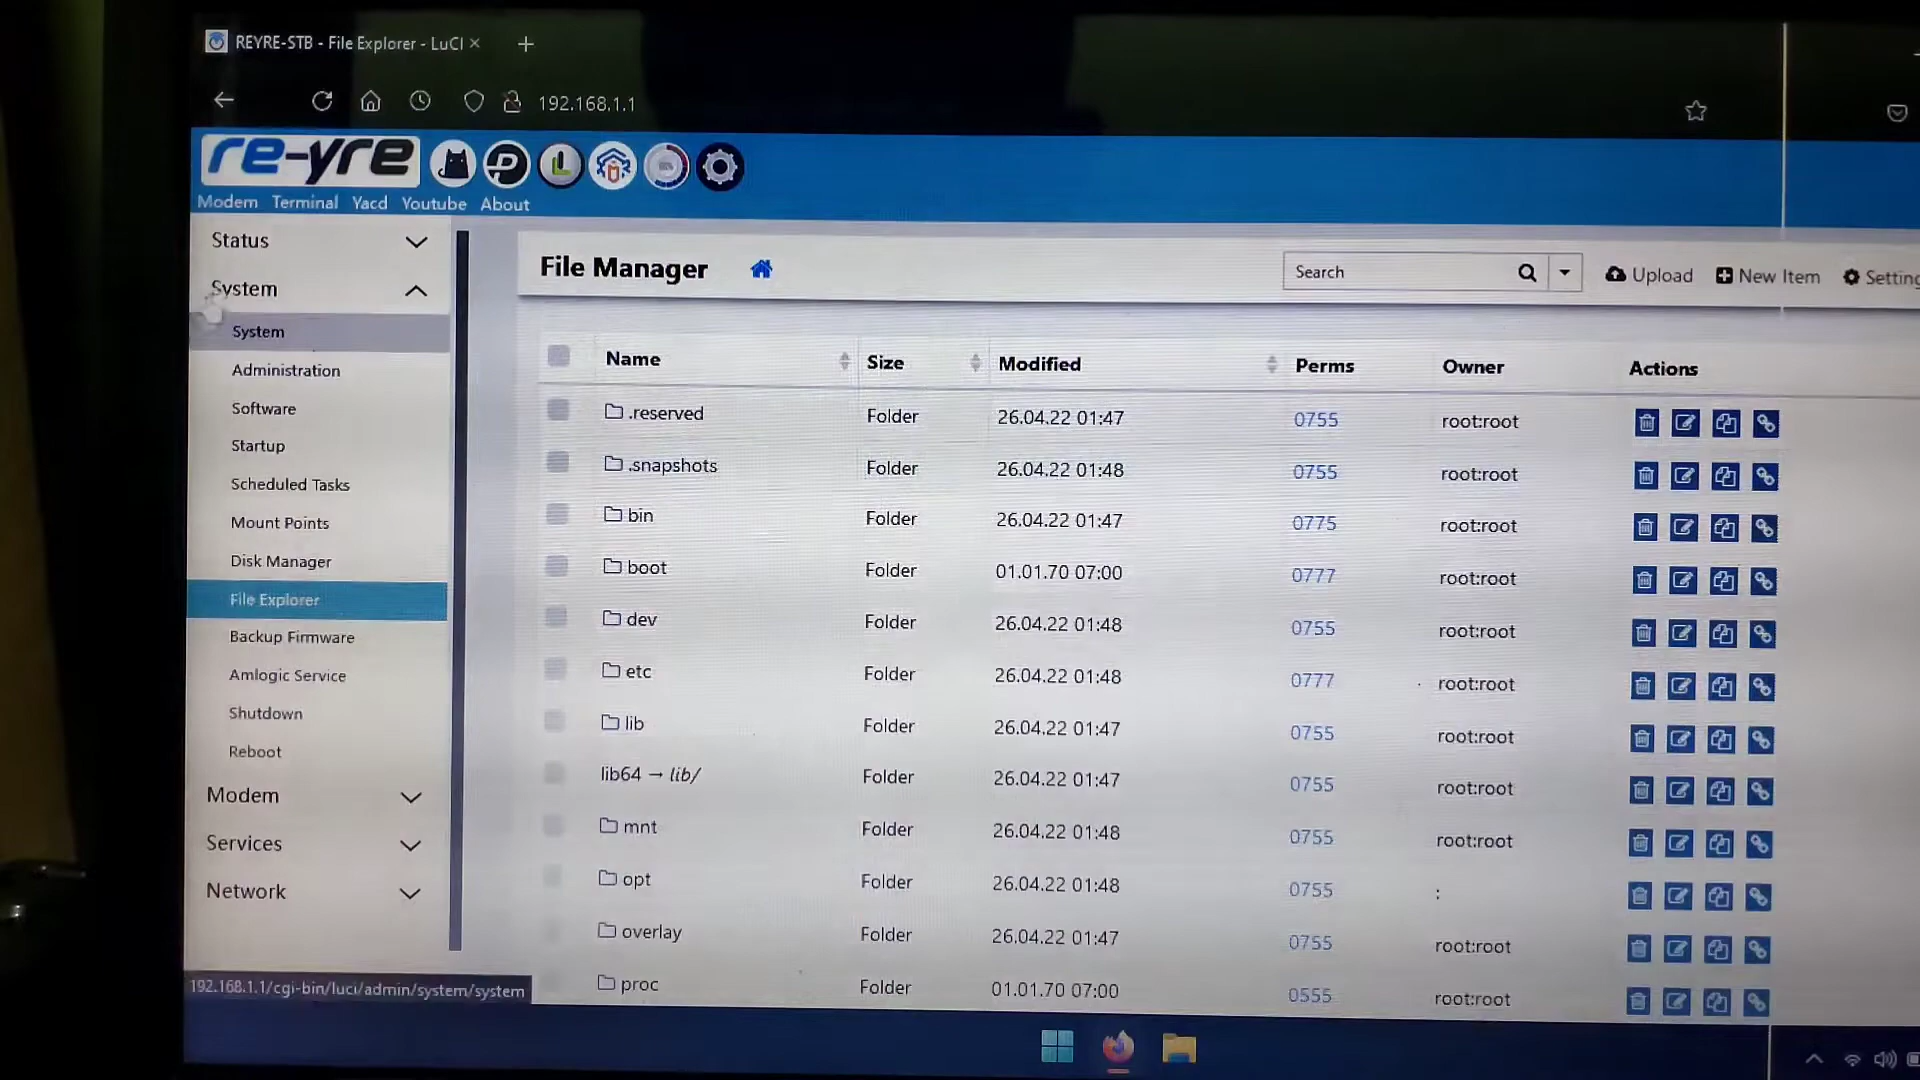 REYRE-STB - File Explorer - LuCI
192.168.1.1
re-yre
Modem Terminal Yacd Youtube About
Status
System
System
Administration
Software
Startup
Scheduled Tasks
Mount Points
Disk Manager
File Explorer
Backup Firmware
Amlogic Service
Shutdown
Reboot
Modem
Services
Network
192.168.1.1/cgi-bin/luci/admin/system/system
File Manager
Search
Upload New Item Setting
Name Size Modified Perms Owner Actions
.reserved Folder 26.04.22 01:47 0755 root:root
.snapshots Folder 26.04.22 01:48 0755 root:root
bin Folder 26.04.22 01:47 0775 root:root
boot Folder 01.01.70 07:00 0777 root:root
dev Folder 26.04.22 01:48 0755 root:root
etc Folder 26.04.22 01:48 0777 root:root
lib Folder 26.04.22 01:47 0755 root:root
lib64 → lib/ Folder 26.04.22 01:47 0755 root:root
mnt Folder 26.04.22 01:48 0755 root:root
opt Folder 26.04.22 01:48 0755 :
overlay Folder 26.04.22 01:47 0755 root:root
proc Folder 01.01.70 07:00 0555 root:root